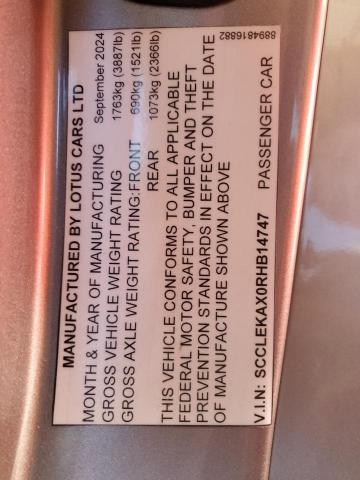 MANUFACTURED BY LOTUS CARS LTD
MONTH & YEAR OF MANUFACTURING September 2024
GROSS VEHICLE WEIGHT RATING 1763kg (3887lb)
GROSS AXLE WEIGHT RATING: FRONT 690kg (1521lb)
REAR 1073kg (2366lb)
THIS VEHICLE CONFORMS TO ALL APPLICABLE
FEDERAL MOTOR SAFETY, BUMPER AND THEFT
PREVENTION STANDARDS IN EFFECT ON THE DATE
OF MANUFACTURE SHOWN ABOVE
V.I.N: SCCLEKAX0RHB14747 PASSENGER CAR
8894816882